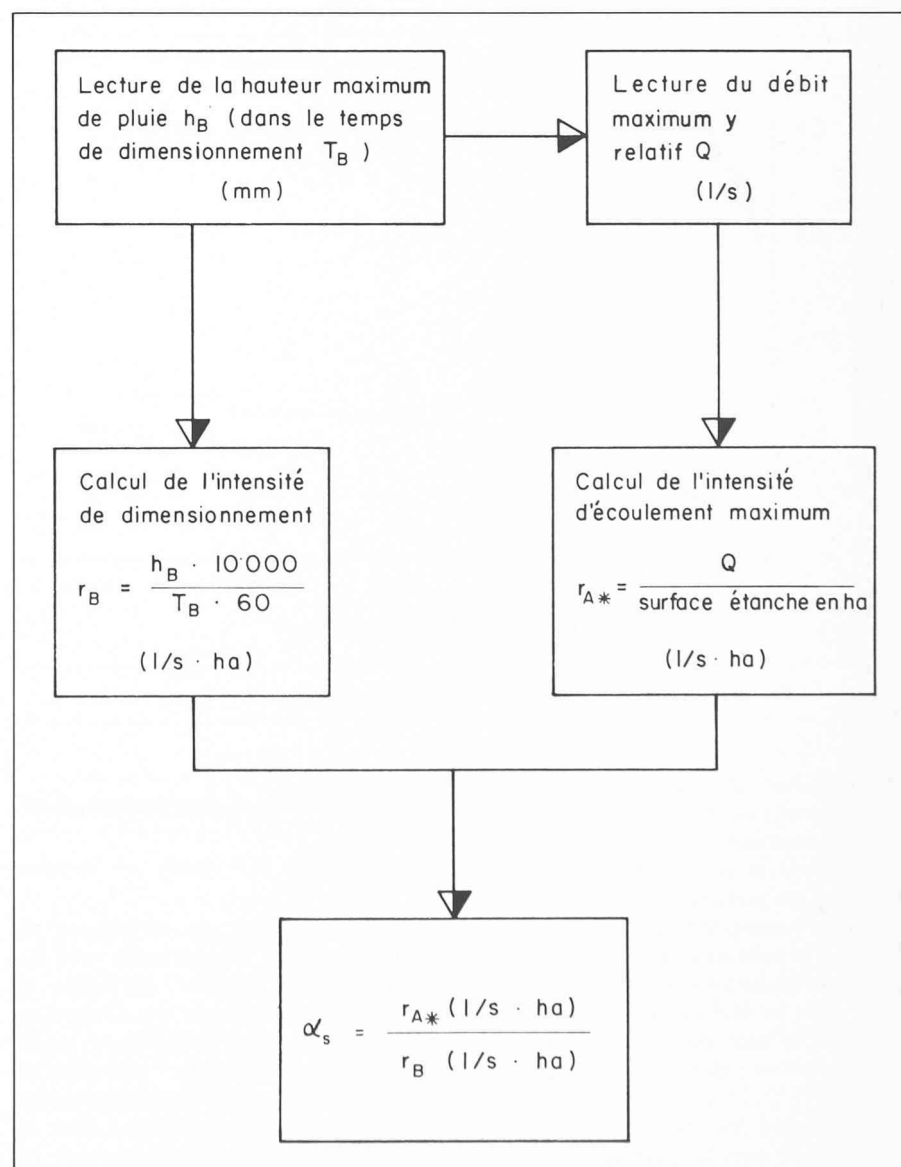 Lecture de la hauteur maximum
de pluie h_B (dans le temps
de dimensionnement T_B)
(mm)
Lecture du débit
maximum y
relatif Q
(l/s)
Calcul de l'intensité
de dimensionnement
r_B = h_B · 10'000 / T_B · 60
(l/s · ha)
Calcul de l'intensité
d'écoulement maximum
r_A* = Q / surface étanche en ha
(l/s · ha)
α_s = r_A* (l/s · ha) / r_B (l/s · ha)